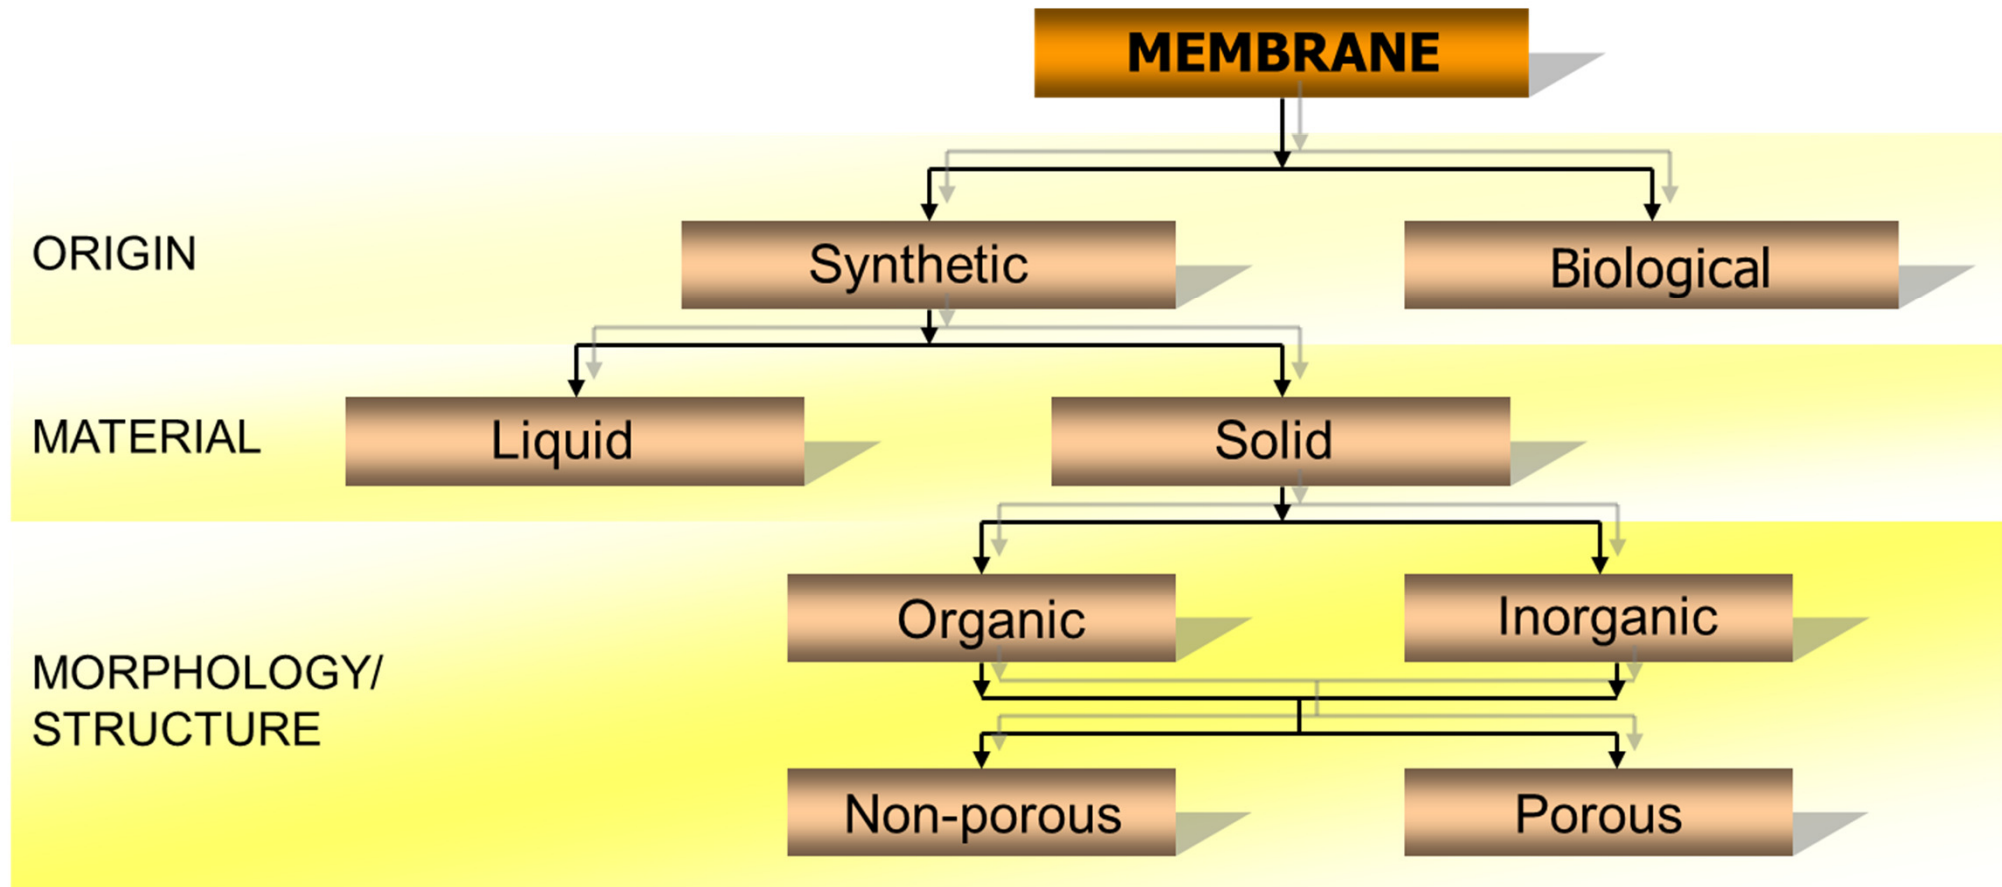 MEMBRANE
ORIGIN
Synthetic
Biological
MATERIAL
Liquid
Solid
Organic
Inorganic
MORPHOLOGY/
STRUCTURE
Non-porous
Porous